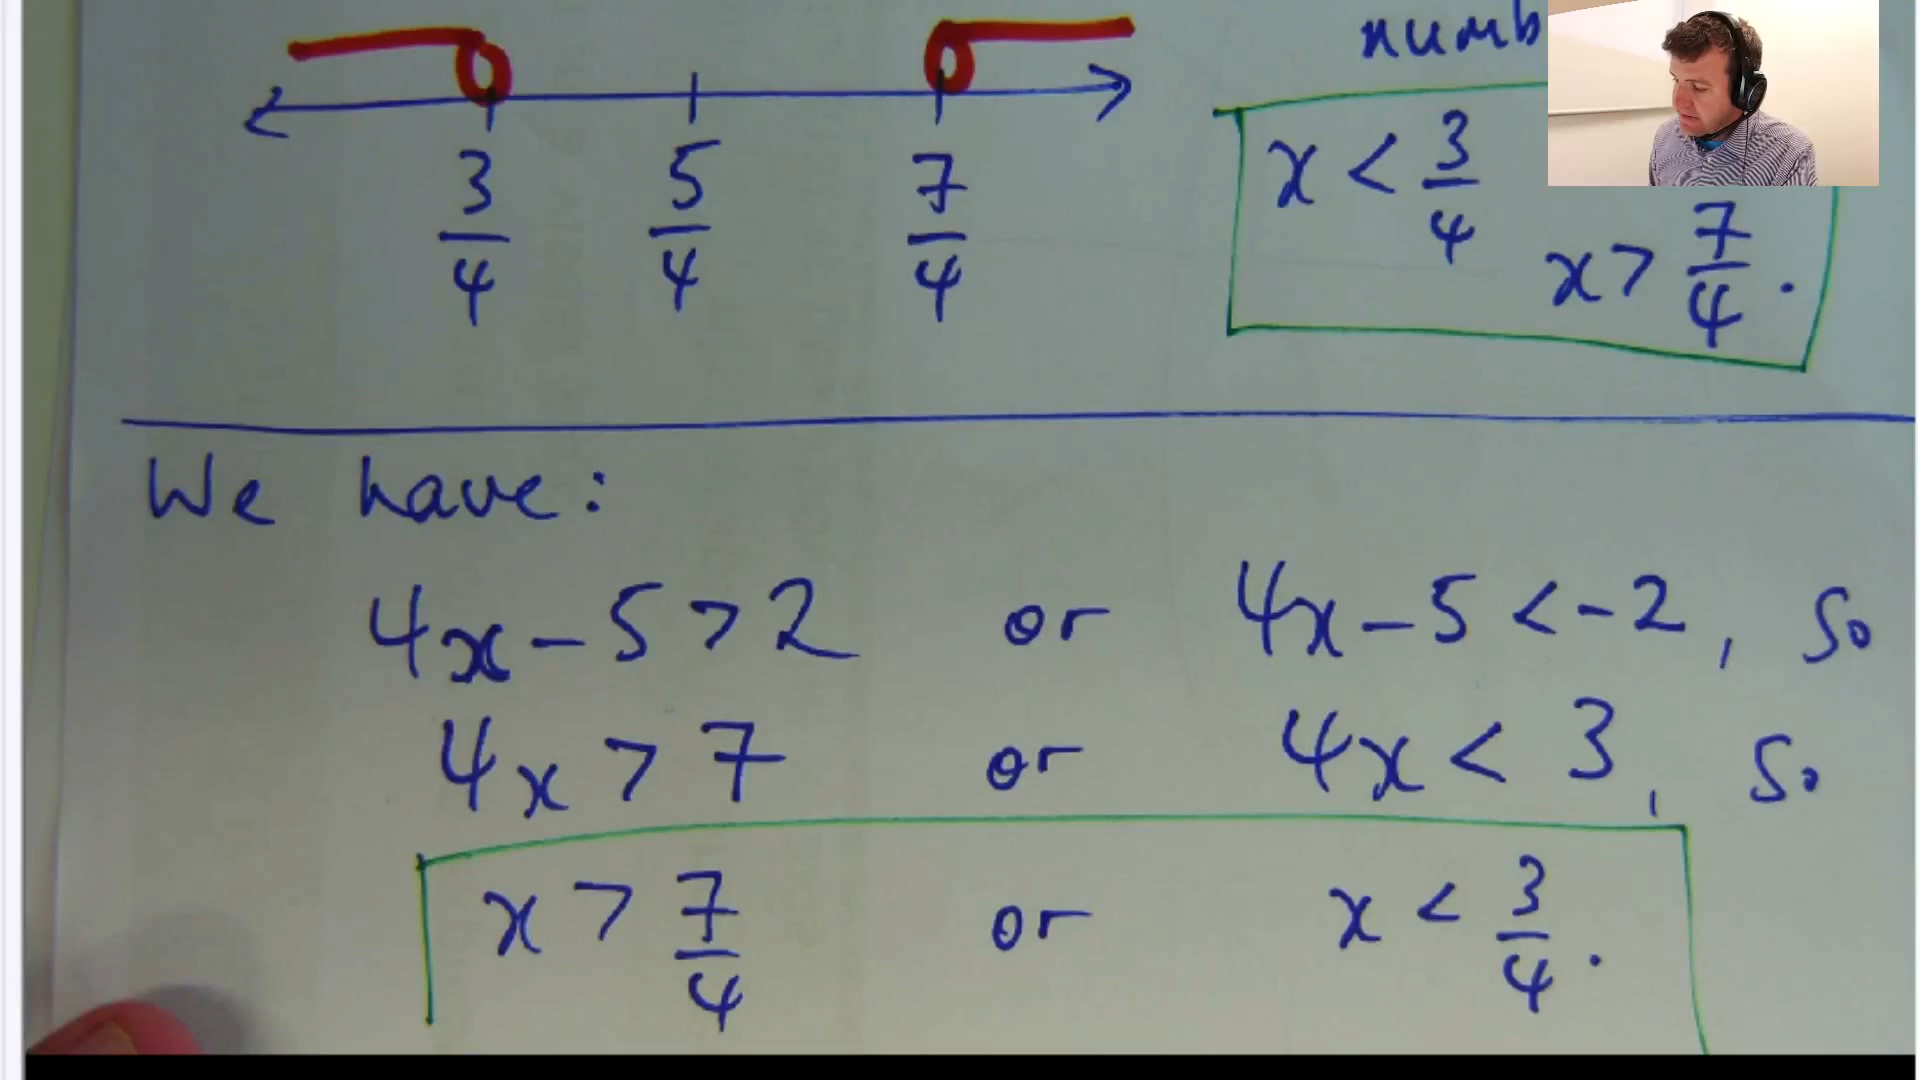 numb
3/4 5/4 7/4
x < 3/4
x > 7/4.
We have:
4x - 5 > 2 or 4x - 5 < -2, so
4x > 7 or 4x < 3, so
x > 7/4 or x < 3/4.